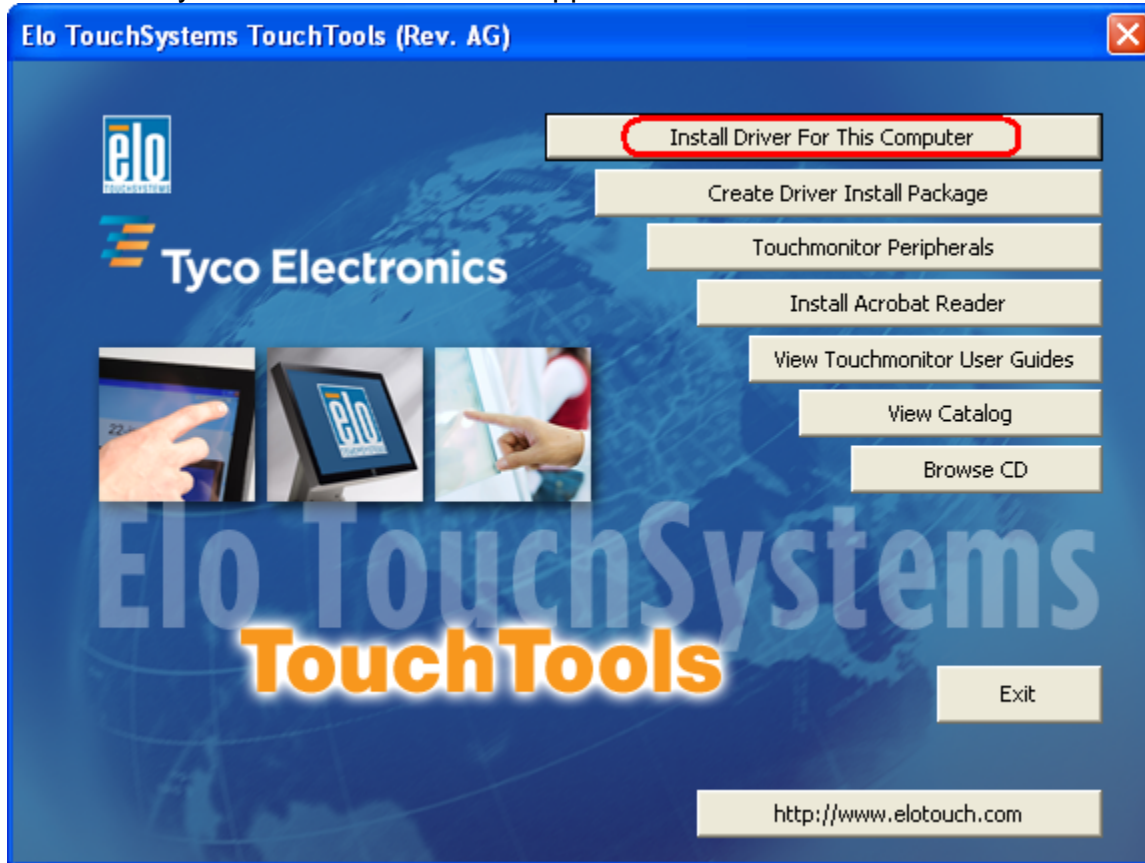 Elo TouchSystems TouchTools (Rev. AG)
elo
TOUCHSYSTEMS
Install Driver For This Computer
Create Driver Install Package
Tyco Electronics
Touchmonitor Peripherals
Install Acrobat Reader
View Touchmonitor User Guides
View Catalog
Browse CD
elo
Elo TouchSystems
TouchTools
Exit
http://www.elotouch.com